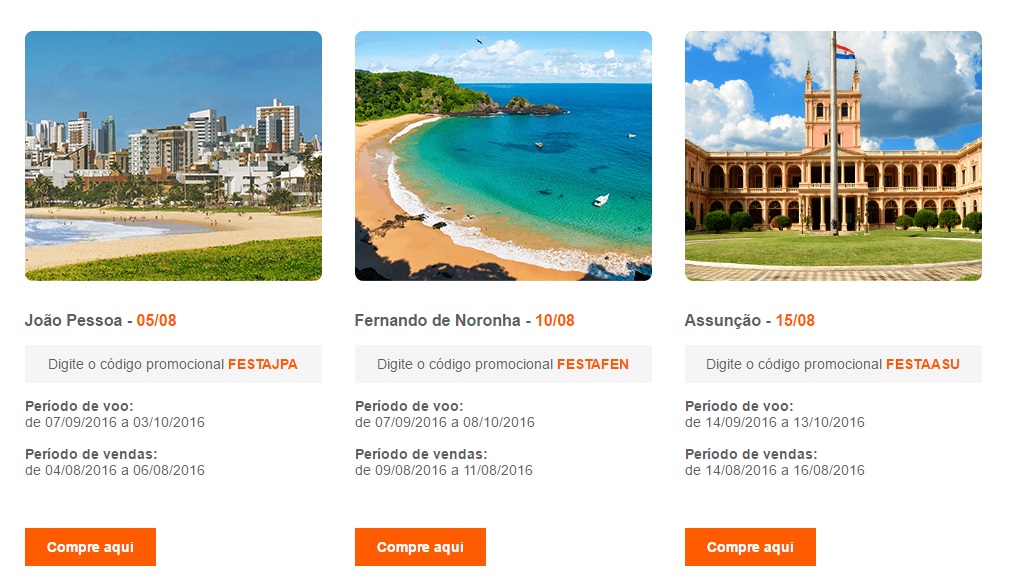 João Pessoa - 05/08
Digite o código promocional FESTAJPA
Período de voo:
de 07/09/2016 a 03/10/2016
Período de vendas:
de 04/08/2016 a 06/08/2016
Compre aqui
Fernando de Noronha - 10/08
Digite o código promocional FESTAFEN
Período de voo:
de 07/09/2016 a 08/10/2016
Período de vendas:
de 09/08/2016 a 11/08/2016
Compre aqui
Assunção - 15/08
Digite o código promocional FESTAASU
Período de voo:
de 14/09/2016 a 13/10/2016
Período de vendas:
de 14/08/2016 a 16/08/2016
Compre aqui